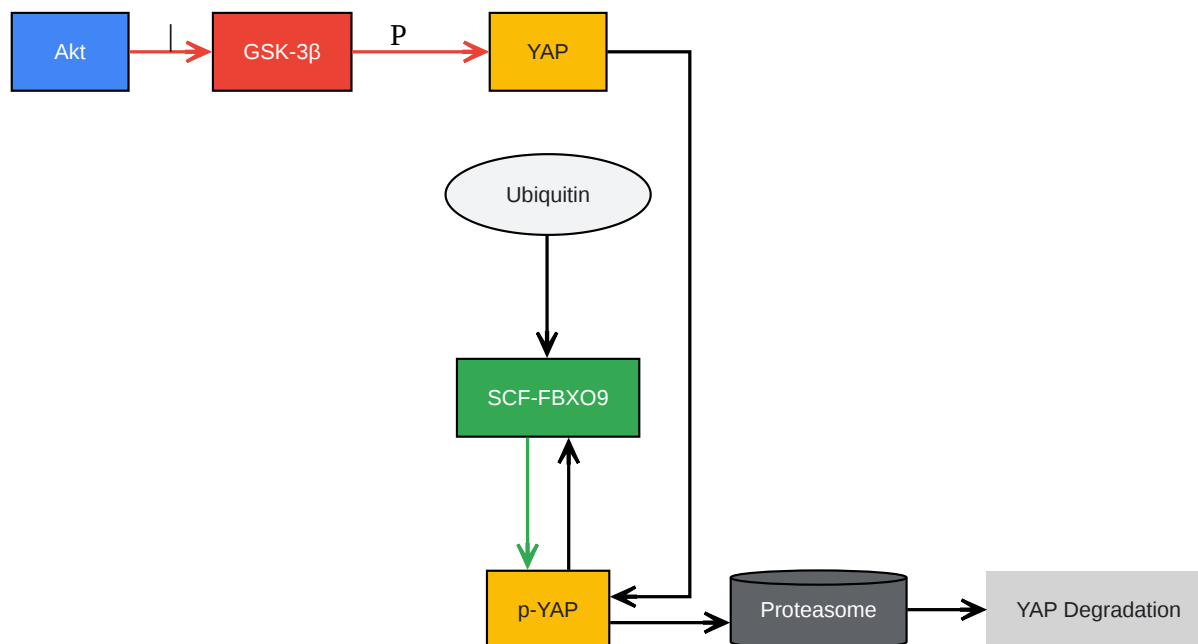 Akt
|
GSK-3β
P
YAP
Ubiquitin
SCF-FBXO9
p-YAP
Proteasome
YAP Degradation